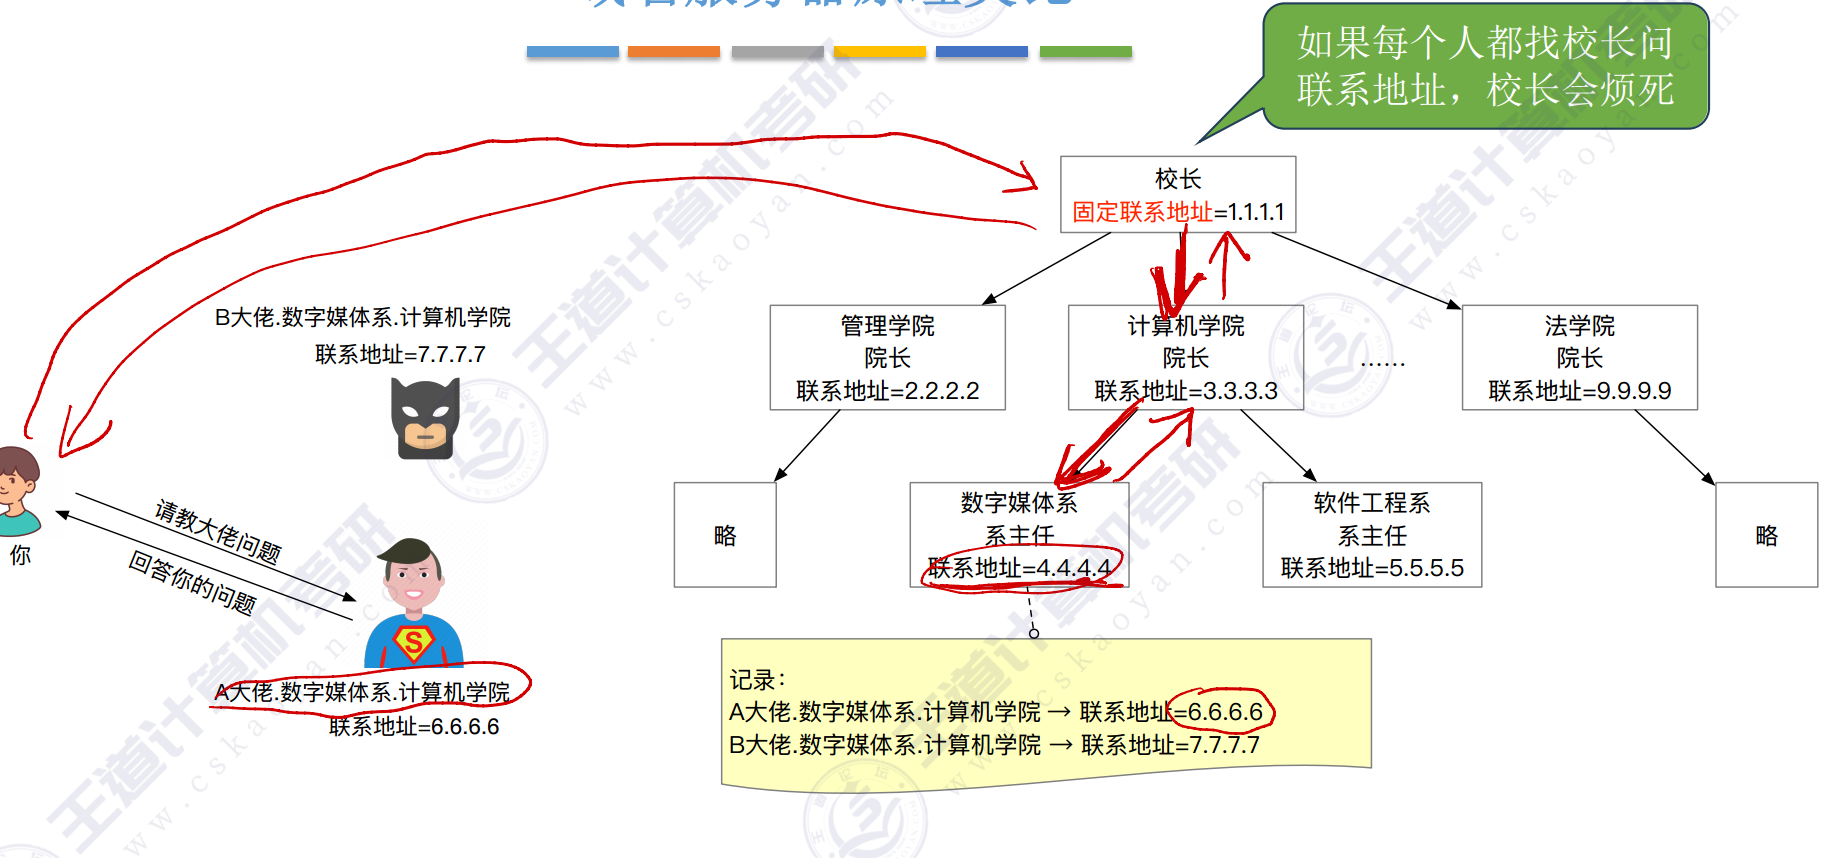 如果每个人都找校长问
联系地址，校长会烦死
校长
固定联系地址=1.1.1.1
B大佬.数字媒体系.计算机学院
联系地址=7.7.7.7
管理学院
院长
联系地址=2.2.2.2
计算机学院
院长
联系地址=3.3.3.3
……
法学院
院长
联系地址=9.9.9.9
你
请教大佬问题
回答你的问题
S
A大佬.数字媒体系.计算机学院
联系地址=6.6.6.6
略
数字媒体系
系主任
联系地址=4.4.4.4
软件工程系
系主任
联系地址=5.5.5.5
略
记录：
A大佬.数字媒体系.计算机学院 → 联系地址=6.6.6.6
B大佬.数字媒体系.计算机学院 → 联系地址=7.7.7.7
王道计算机考研
www.cskaoyan.com